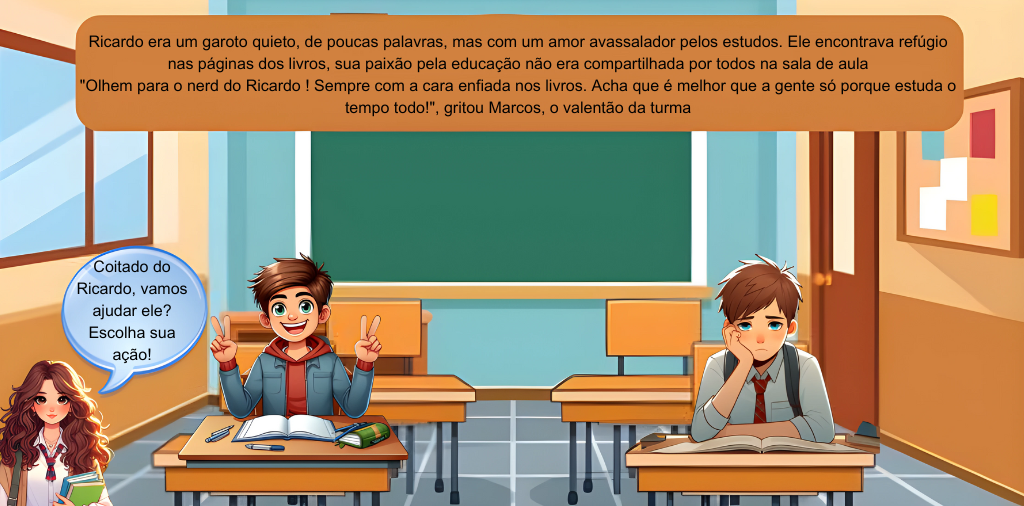 Ricardo era um garoto quieto, de poucas palavras, mas com um amor avassalador pelos estudos. Ele encontrava refúgio
nas páginas dos livros, sua paixão pela educação não era compartilhada por todos na sala de aula
"Olhem para o nerd do Ricardo ! Sempre com a cara enfiada nos livros. Acha que é melhor que a gente só porque estuda o
tempo todo!", gritou Marcos, o valentão da turma
Coitado do
Ricardo, vamos
ajudar ele?
Escolha sua
ação!